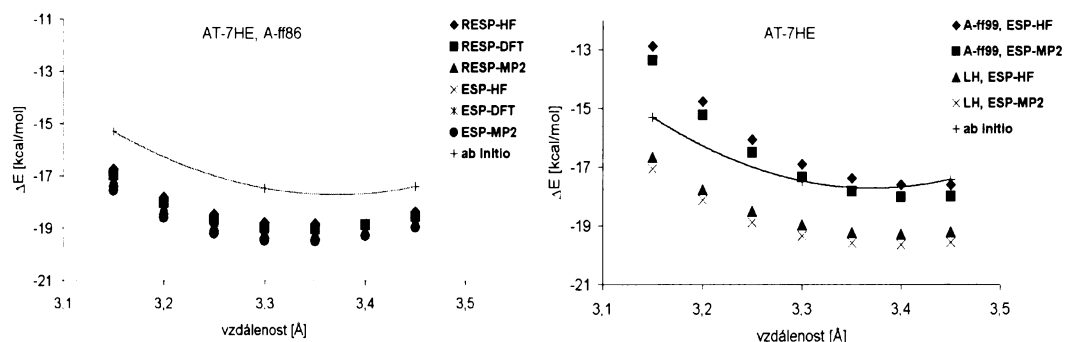 AT-7HE, A-ff86
-11
-13
-15
-17
-19
-21
3,1
3,2
3,3
3,4
3,5
ΔE [kcal/mol]
vzdálenost [Å]
RESP-HF
RESP-DFT
RESP-MP2
ESP-HF
ESP-DFT
ESP-MP2
ab initio
AT-7HE
-13
-15
-17
-19
-21
3,1
3,2
3,3
3,4
3,5
ΔE [kcal/mol]
vzdálenost [Å]
A-ff99, ESP-HF
A-ff99, ESP-MP2
LH, ESP-HF
LH, ESP-MP2
ab initio